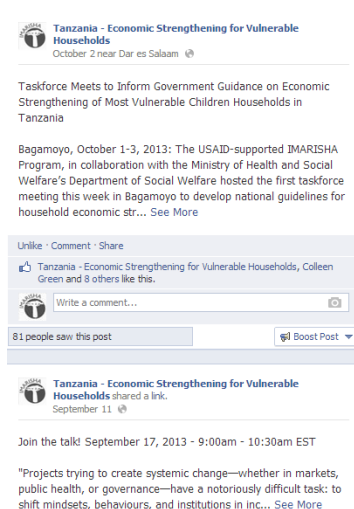 Tanzania - Economic Strengthening for Vulnerable
Households
October 2 near Dar es Salaam
Taskforce Meets to Inform Government Guidance on Economic
Strengthening of Most Vulnerable Children Households in
Tanzania
Bagamoyo, October 1-3, 2013: The USAID-supported IMARISHA
Program, in collaboration with the Ministry of Health and Social
Welfare's Department of Social Welfare hosted the first taskforce
meeting this week in Bagamoyo to develop national guidelines for
household economic str... See More
Unlike · Comment · Share
Tanzania - Economic Strengthening for Vulnerable Households, Colleen
Green and 8 others like this.
IMARISHA
Write a comment...
81 people saw this post
Boost Post
Tanzania - Economic Strengthening for Vulnerable
Households shared a link.
September 11
Join the talk! September 17, 2013 - 9:00am - 10:30am EST
"Projects trying to create systemic change—whether in markets,
public health, or governance—have a notoriously difficult task: to
shift mindsets, behaviours, and institutions in inc... See More